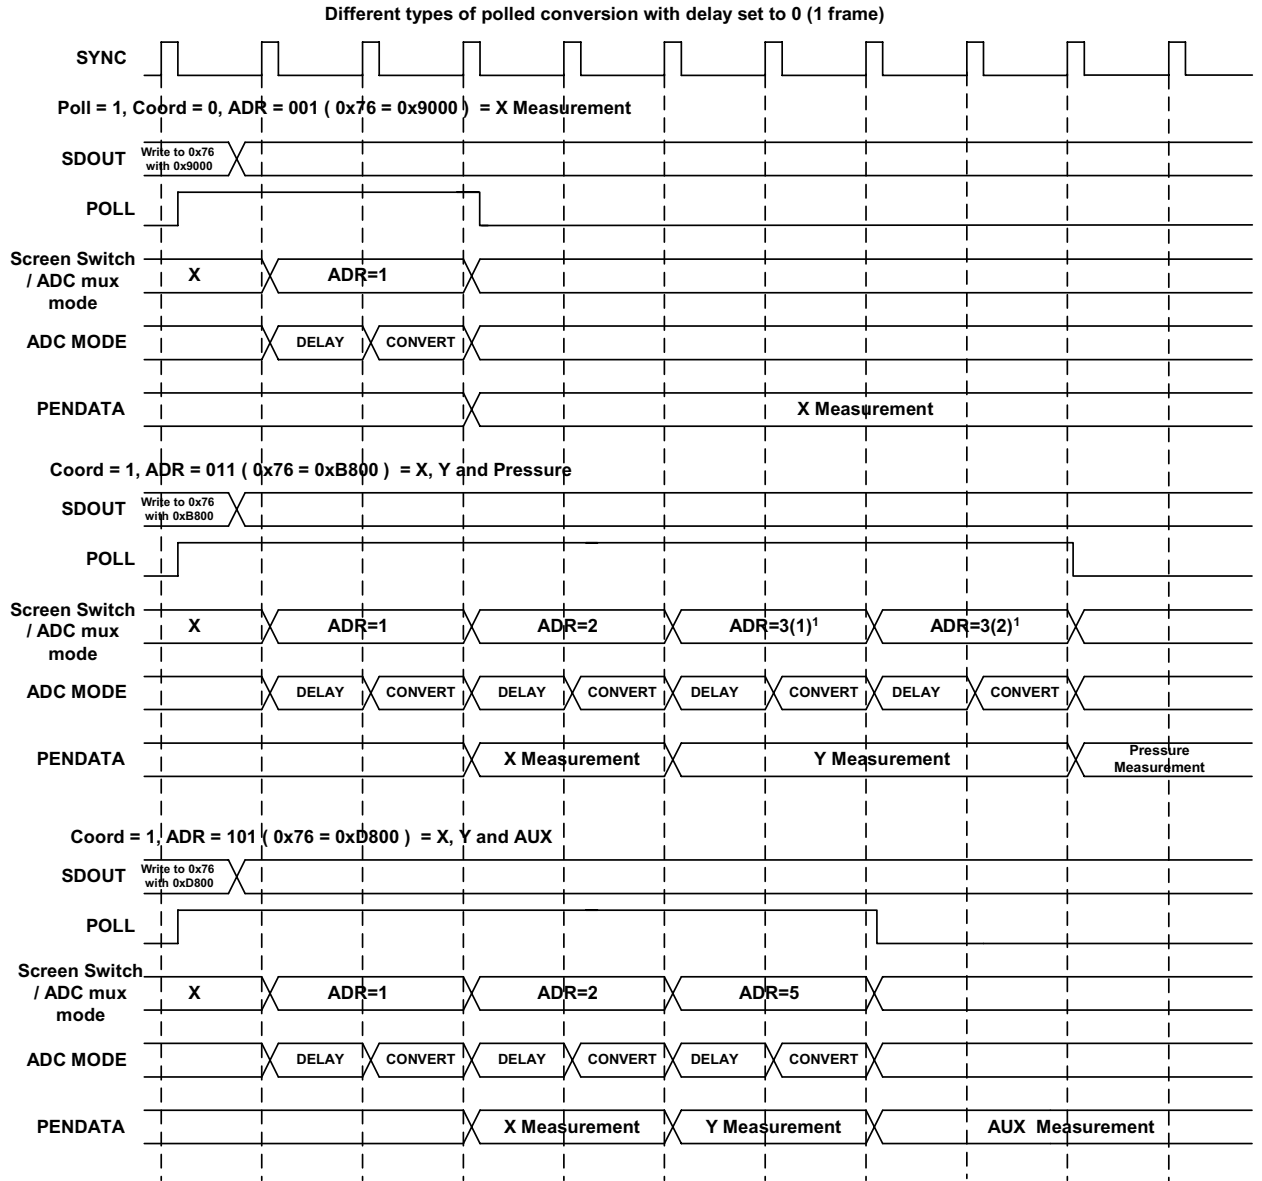 Different types of polled conversion with delay set to 0 (1 frame)
SYNC
Poll = 1, Coord = 0, ADR = 001 ( 0x76 = 0x9000 ) = X Measurement
SDOUT
Write to 0x76
with 0x9000
POLL
Screen Switch
/ ADC mux
mode
X
ADR=1
ADC MODE
DELAY
CONVERT
PENDATA
X Measurement
Coord = 1, ADR = 011 ( 0x76 = 0xB800 ) = X, Y and Pressure
SDOUT
Write to 0x76
with 0xB800
POLL
Screen Switch
/ ADC mux
mode
X
ADR=1
ADR=2
ADR=3(1)¹
ADR=3(2)¹
ADC MODE
DELAY
CONVERT
DELAY
CONVERT
DELAY
CONVERT
DELAY
CONVERT
PENDATA
X Measurement
Y Measurement
Pressure
Measurement
Coord = 1, ADR = 101 ( 0x76 = 0xD800 ) = X, Y and AUX
SDOUT
Write to 0x76
with 0xD800
POLL
Screen Switch
/ ADC mux
mode
X
ADR=1
ADR=2
ADR=5
ADC MODE
DELAY
CONVERT
DELAY
CONVERT
DELAY
CONVERT
PENDATA
X Measurement
Y Measurement
AUX Measurement